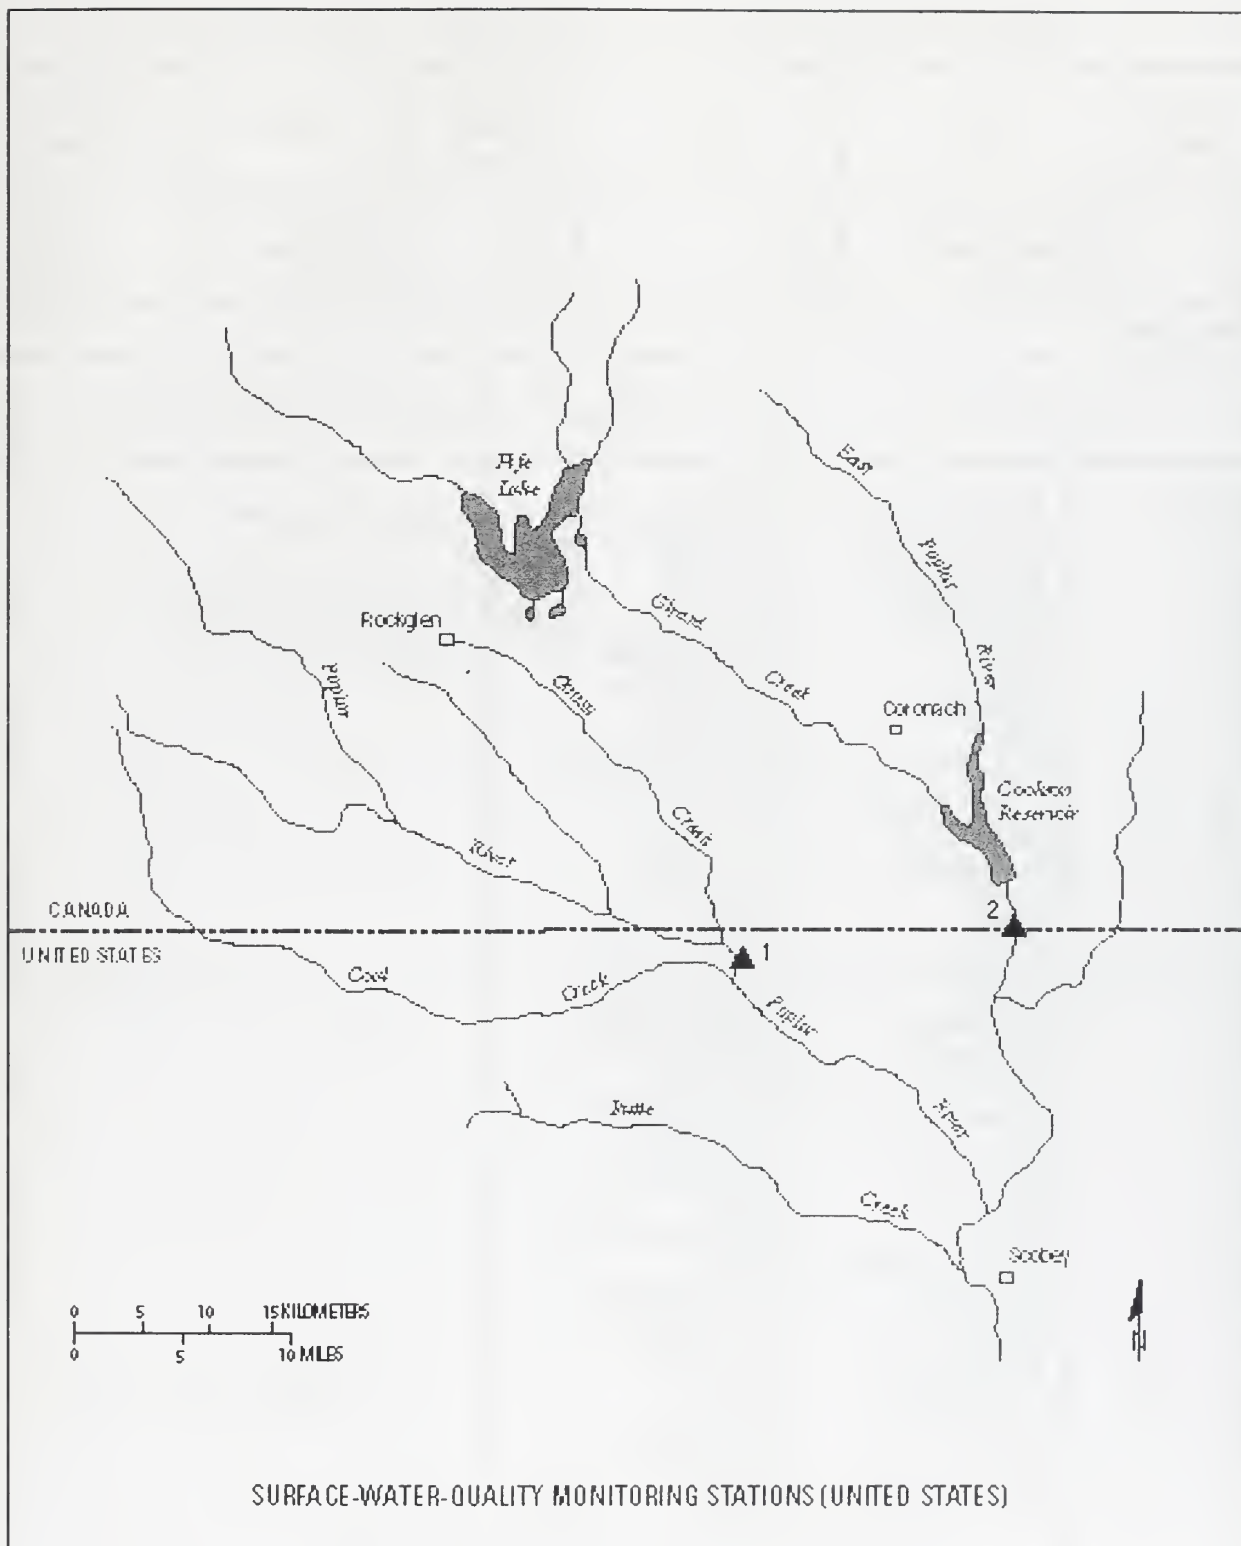 Fife
Lake
East
Poplar
River
Rockglen
Girard
Creek
Coronach
Poplar
River
Creek
Cookson
Reservoir
CANADA
UNITED STATES
2
1
Coal
Creek
Poplar
River
Butte
Creek
Scobey
0 5 10 15 KILOMETERS
0 5 10 MILES
N
SURFACE-WATER-QUALITY MONITORING STATIONS (UNITED STATES)